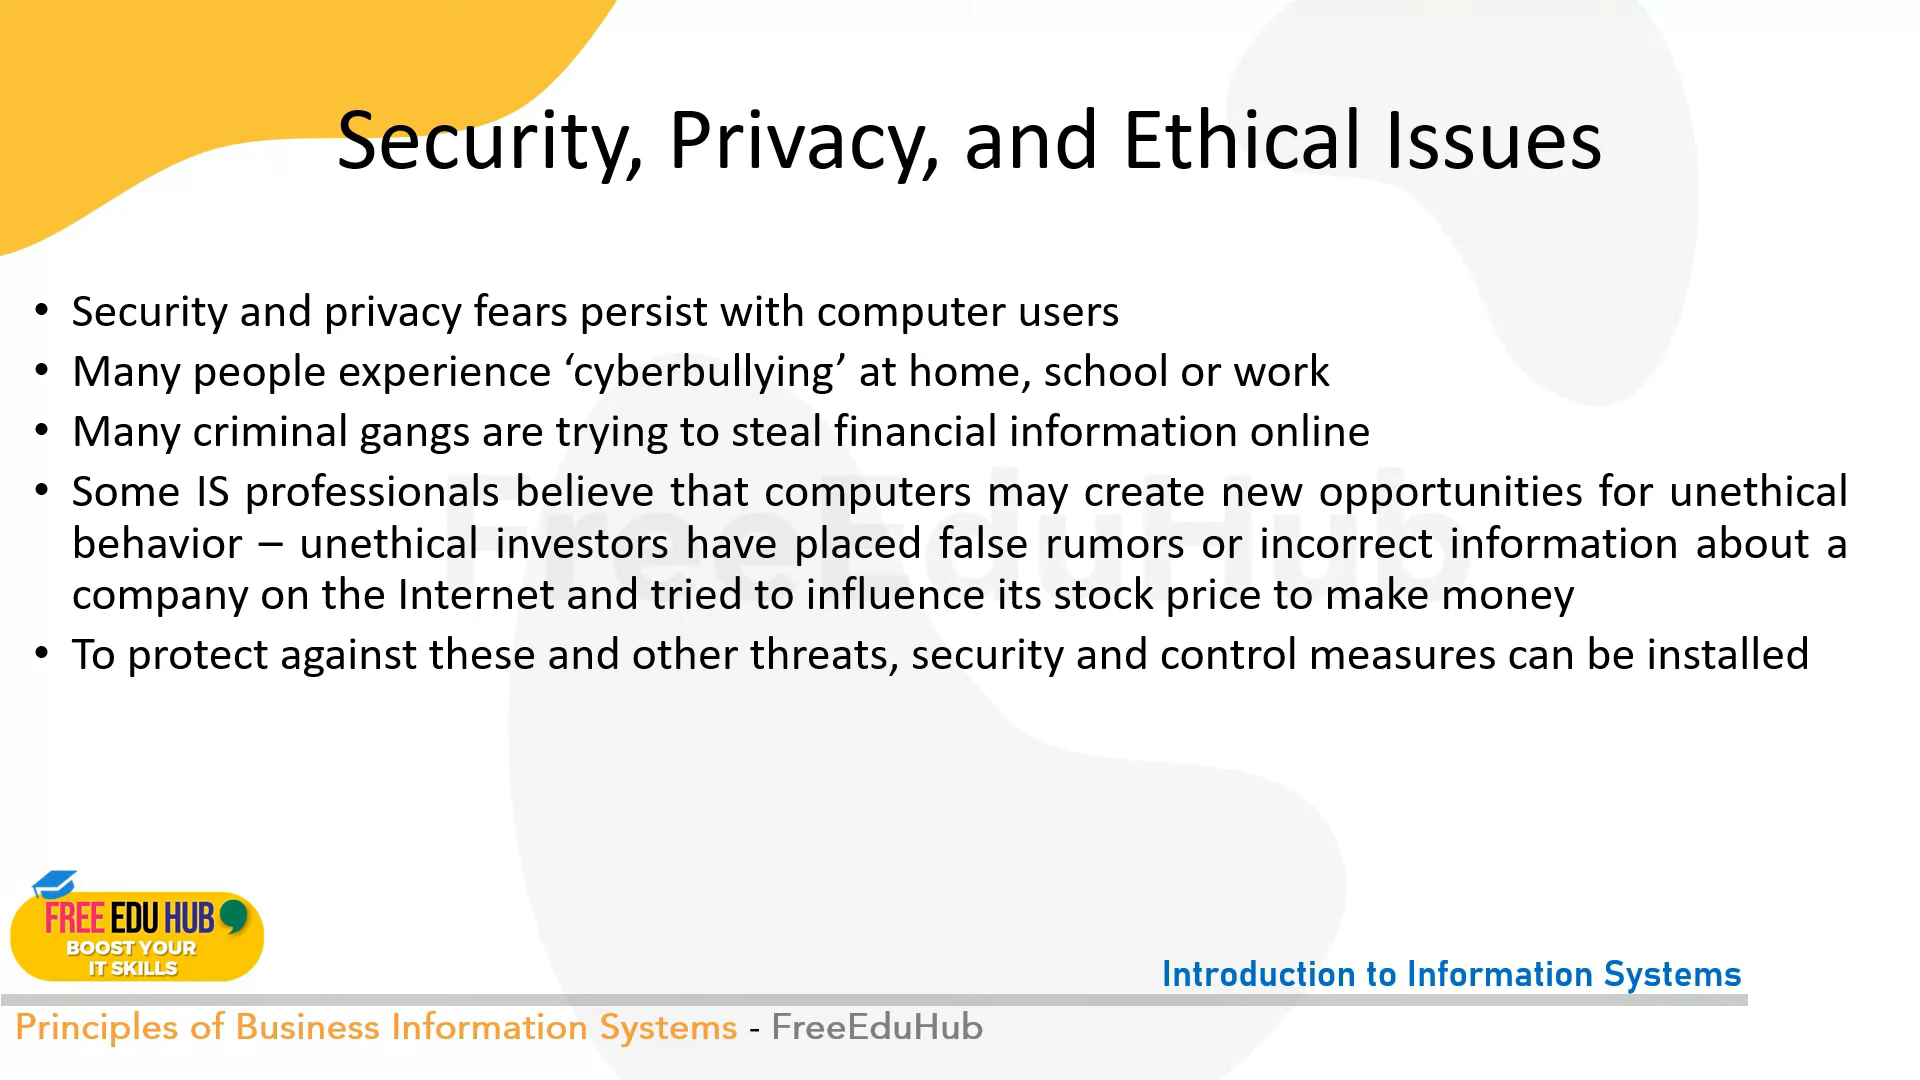 Security, Privacy, and Ethical Issues
• Security and privacy fears persist with computer users
• Many people experience ‘cyberbullying’ at home, school or work
• Many criminal gangs are trying to steal financial information online
• Some IS professionals believe that computers may create new opportunities for unethical
behavior – unethical investors have placed false rumors or incorrect information about a
company on the Internet and tried to influence its stock price to make money
• To protect against these and other threats, security and control measures can be installed
FreeEduHub
FREE EDU HUB
BOOST YOUR
IT SKILLS
Introduction to Information Systems
Principles of Business Information Systems - FreeEduHub